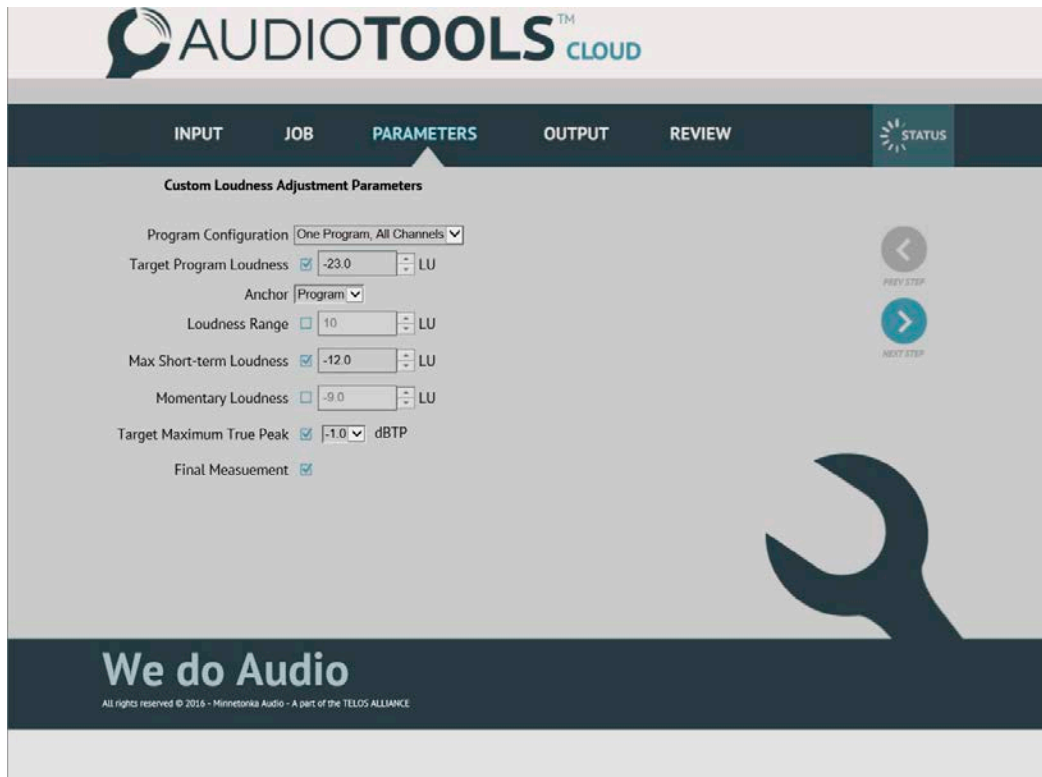 AUDIOTOOLS™ CLOUD
INPUT JOB PARAMETERS OUTPUT REVIEW STATUS
Custom Loudness Adjustment Parameters
Program Configuration One Program, All Channels
Target Program Loudness -23.0 LU
Anchor Program
PREV STEP
Loudness Range 10 LU
Max Short-term Loudness -12.0 LU
NEXT STEP
Momentary Loudness -9.0 LU
Target Maximum True Peak -1.0 dBTP
Final Measuement
We do Audio
All rights reserved © 2016 - Minnetonka Audio - A part of the TELOS ALLIANCE